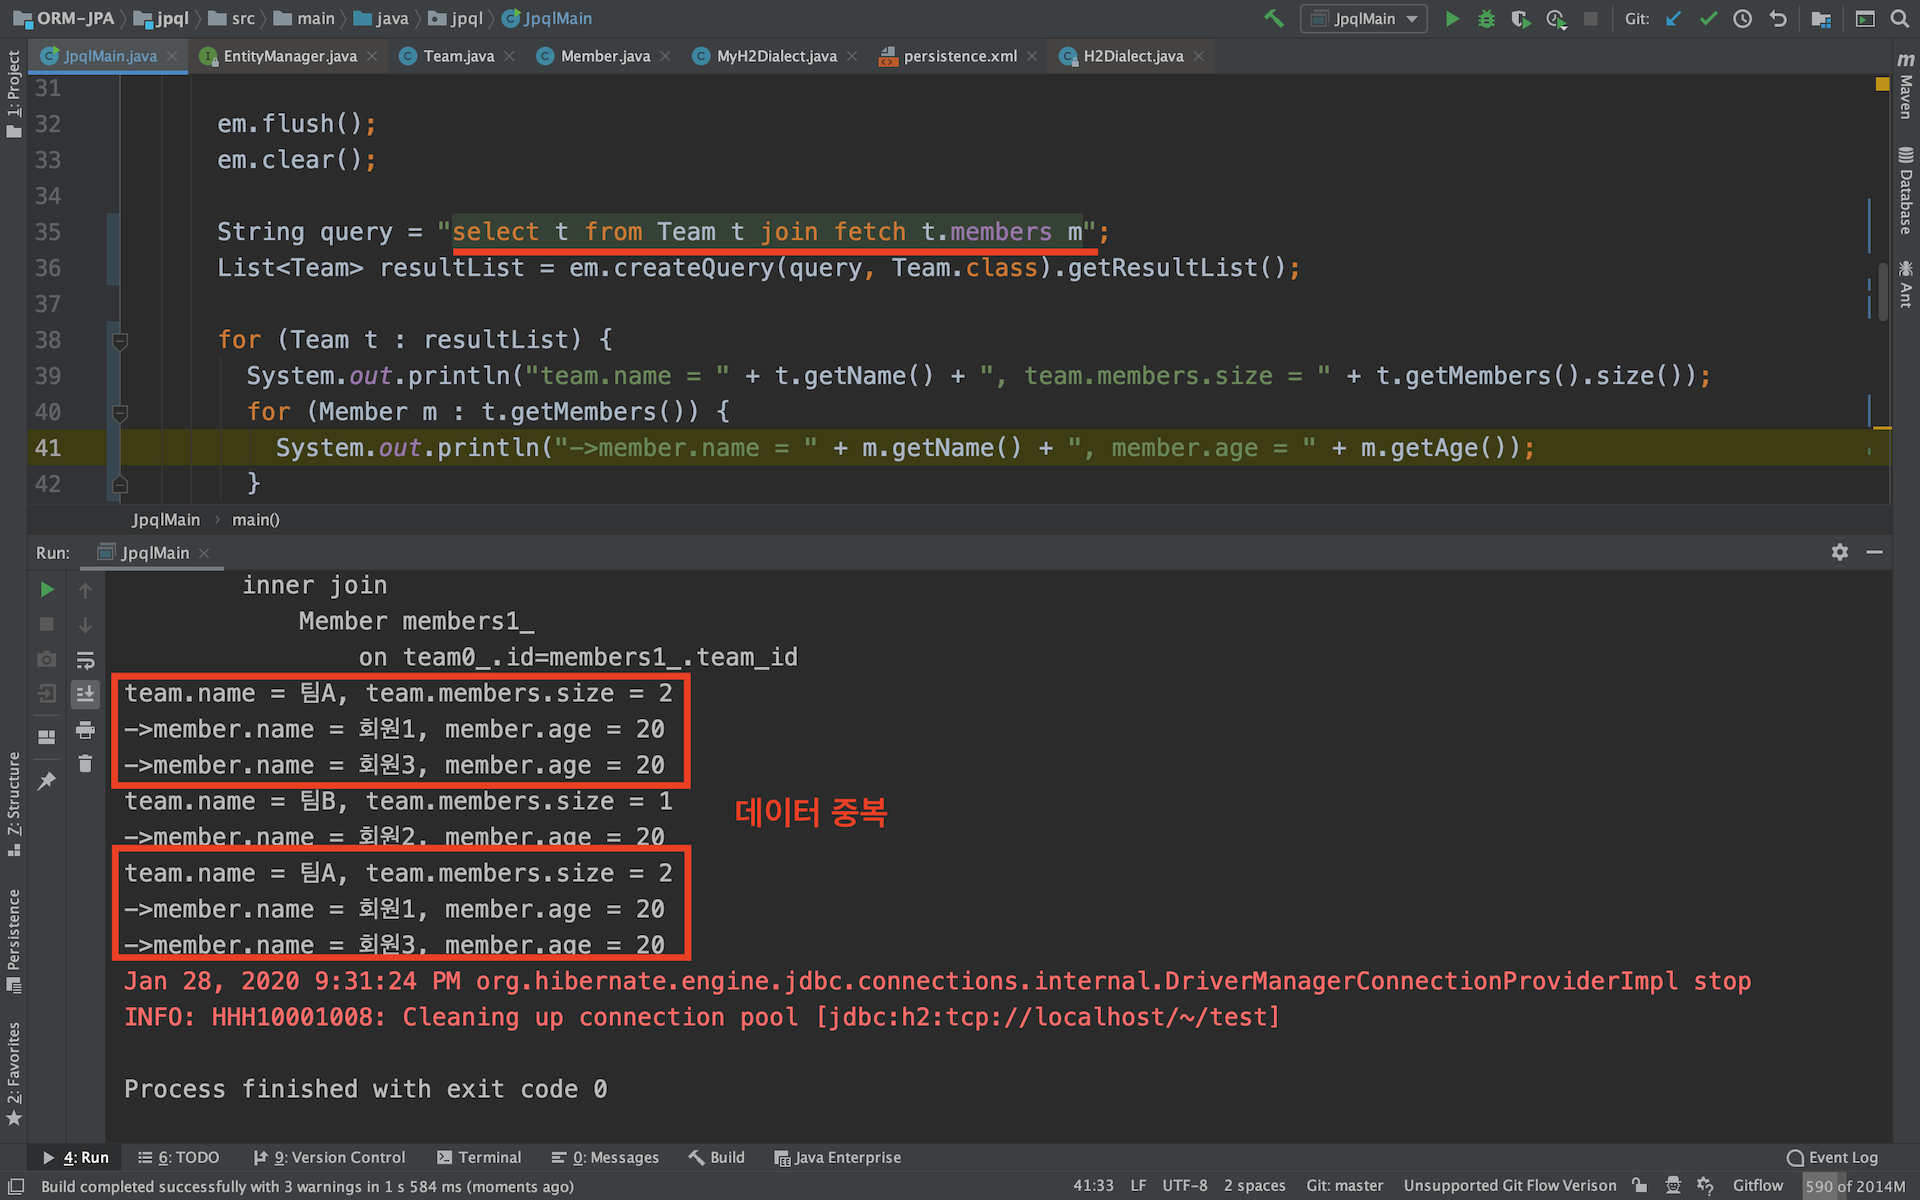 ORM-JPA jpql src main java jpql JpqlMain JpqlMain Git:
JpqlMain.java EntityManager.java Team.java Member.java MyH2Dialect.java persistence.xml H2Dialect.java
1: Project
Maven
Database
Ant
31
32 em.flush();
33 em.clear();
34
35 String query = "select t from Team t join fetch t.members m";
36 List<Team> resultList = em.createQuery(query, Team.class).getResultList();
37
38 for (Team t : resultList) {
39 System.out.println("team.name = " + t.getName() + ", team.members.size = " + t.getMembers().size());
40 for (Member m : t.getMembers()) {
41 System.out.println("->member.name = " + m.getName() + ", member.age = " + m.getAge());
42 }
JpqlMain main()
Run: JpqlMain
inner join
Member members1_
on team0_.id=members1_.team_id
team.name = 팀A, team.members.size = 2
->member.name = 회원1, member.age = 20
->member.name = 회원3, member.age = 20
team.name = 팀B, team.members.size = 1
데이터 중복
->member.name = 회원2, member.age = 20
team.name = 팀A, team.members.size = 2
->member.name = 회원1, member.age = 20
->member.name = 회원3, member.age = 20
Jan 28, 2020 9:31:24 PM org.hibernate.engine.jdbc.connections.internal.DriverManagerConnectionProviderImpl stop
INFO: HHH10001008: Cleaning up connection pool [jdbc:h2:tcp://localhost/~/test]
Process finished with exit code 0
Z: Structure
Persistence
2: Favorites
4: Run 6: TODO 9: Version Control Terminal 0: Messages Build Java Enterprise Event Log
Build completed successfully with 3 warnings in 1 s 584 ms (moments ago) 41:33 LF UTF-8 2 spaces Git: master Unsupported Git Flow Verison Gitflow 590 of 2014M